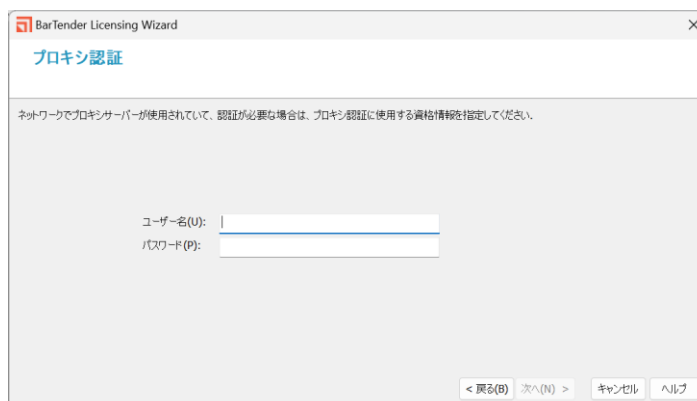 BarTender Licensing Wizard
プロキシ認証
ネットワークでプロキシサーバーが使用されていて、認証が必要な場合は、プロキシ認証に使用する資格情報を指定してください。
ユーザー名(U):
パスワード(P):
< 戻る(B) 次へ(N) > キャンセル ヘルプ